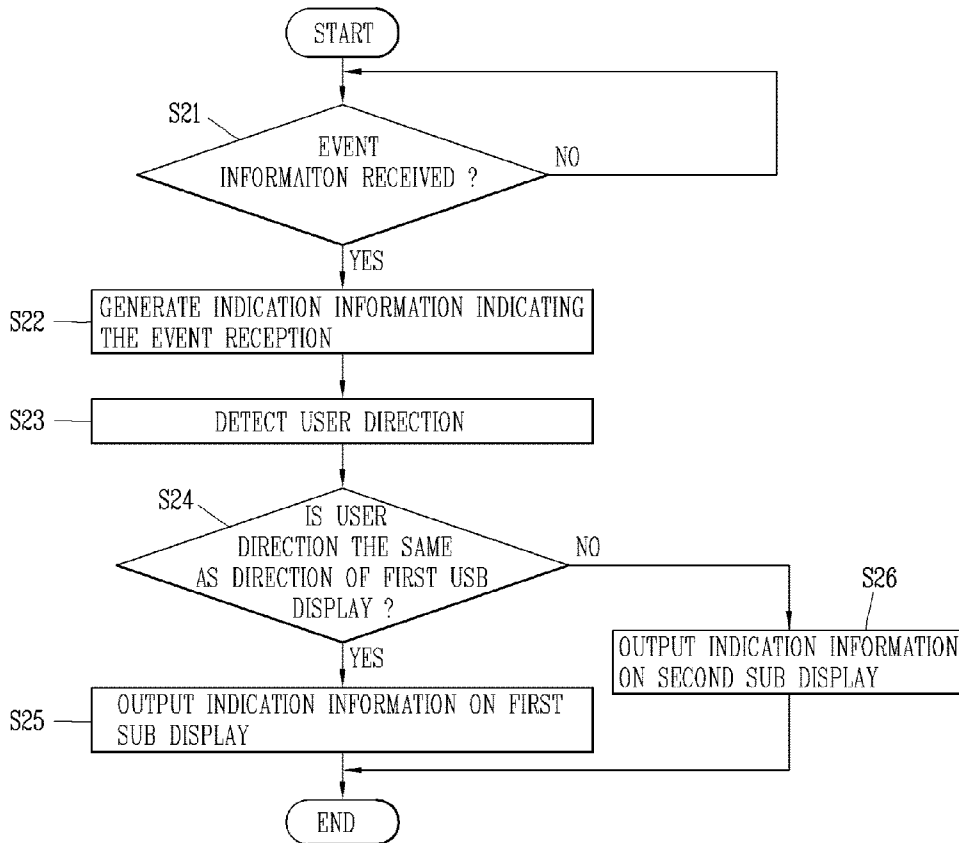 START
S21
EVENT
INFORMAITON RECEIVED ?
NO
YES
S22
GENERATE INDICATION INFORMATION INDICATING
THE EVENT RECEPTION
S23
DETECT USER DIRECTION
S24
IS USER
DIRECTION THE SAME
AS DIRECTION OF FIRST USB
DISPLAY ?
NO
YES
S26
OUTPUT INDICATION INFORMATION
ON SECOND SUB DISPLAY
S25
OUTPUT INDICATION INFORMATION ON FIRST
SUB DISPLAY
END